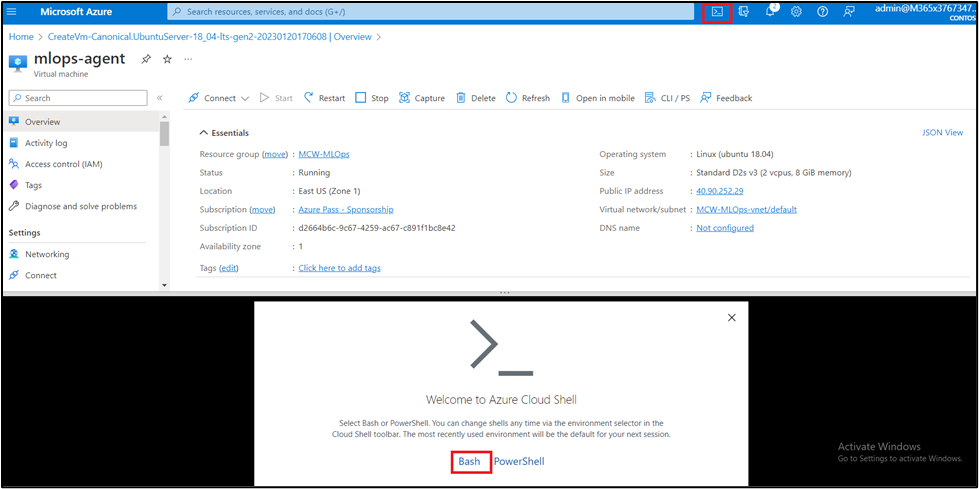 Microsoft Azure
Search resources, services, and docs (G+/)
2
admin@M365x3767347...
CONTOS
Home > CreateVm-Canonical.UbuntuServer-18_04-lts-gen2-20230120170608 | Overview >
mlops-agent
Virtual machine
Search
Connect Start Restart Stop Capture Delete Refresh Open in mobile CLI / PS Feedback
Overview
Activity log
Access control (IAM)
Tags
Diagnose and solve problems
Settings
Networking
Connect
Essentials
JSON View
Resource group (move) : MCW-MLOps
Status : Running
Location : East US (Zone 1)
Subscription (move) : Azure Pass - Sponsorship
Subscription ID : d2664b6c-9c67-4259-ac67-c891f1bc8e42
Availability zone : 1
Tags (edit) : Click here to add tags
Operating system : Linux (ubuntu 18.04)
Size : Standard D2s v3 (2 vcpus, 8 GiB memory)
Public IP address : 40.90.252.29
Virtual network/subnet : MCW-MLOps-vnet/default
DNS name : Not configured
Welcome to Azure Cloud Shell
Select Bash or PowerShell. You can change shells any time via the environment selector in the
Cloud Shell toolbar. The most recently used environment will be the default for your next session.
Bash PowerShell
Activate Windows
Go to Settings to activate Windows.